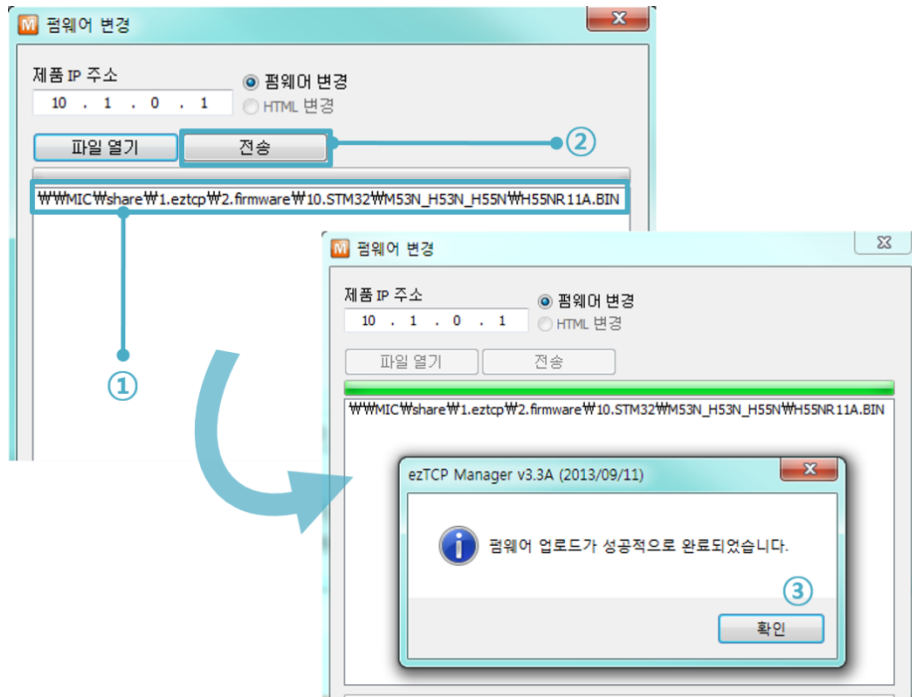 펌웨어 변경
제품 IP 주소
10 . 1 . 0 . 1
펌웨어 변경
HTML 변경
파일 열기
전송
②
₩₩MIC₩share₩1.eztcp₩2.firmware₩10.STM32₩M53N_H53N_H55N₩H55NR11A.BIN
①
펌웨어 변경
제품 IP 주소
10 . 1 . 0 . 1
펌웨어 변경
HTML 변경
파일 열기
전송
₩₩MIC₩share₩1.eztcp₩2.firmware₩10.STM32₩M53N_H53N_H55N₩H55NR11A.BIN
ezTCP Manager v3.3A (2013/09/11)
펌웨어 업로드가 성공적으로 완료되었습니다.
③
확인